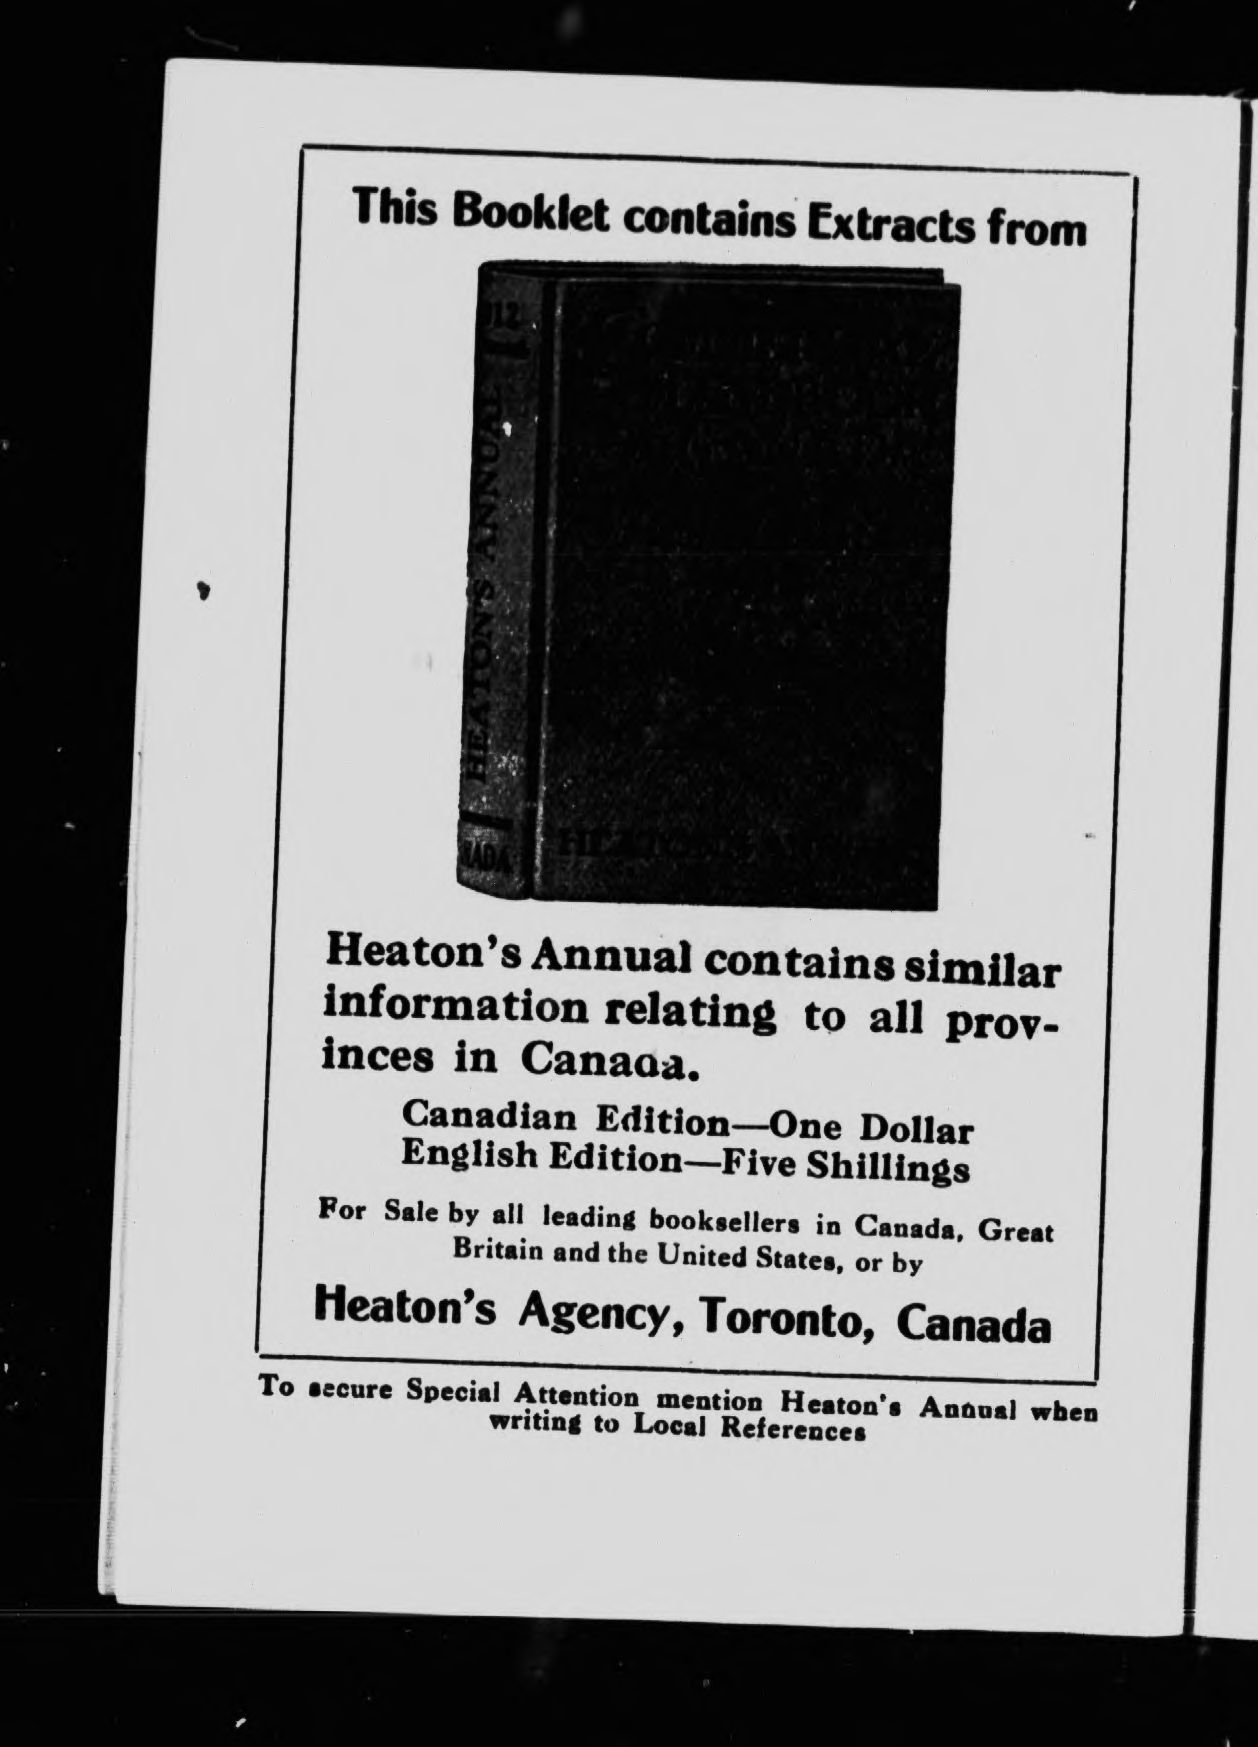 This Booklet contains Extracts from
HEATON'S ANNUAL
HEATON'S
Heaton's Annual contains similar
information relating to all prov-
inces in Canada.
Canadian Edition—One Dollar
English Edition—Five Shillings
For Sale by all leading booksellers in Canada, Great
Britain and the United States, or by
Heaton's Agency, Toronto, Canada
To secure Special Attention mention Heaton's Annual when
writing to Local References